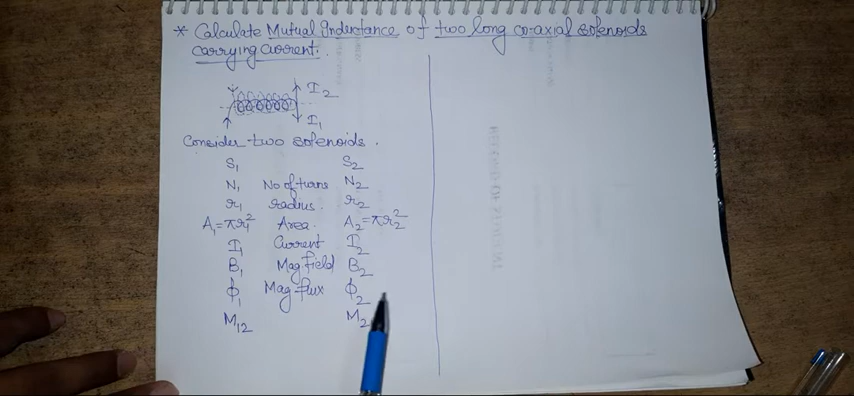 * Calculate Mutual Inductance of two long co-axial solenoids
carrying current.
I2
I1
Consider two solenoids.
S1 S2
N1 No of turns N2
r1 radius. r2
A1=πr1² Area. A2=πr2²
I1 Current I2
B1 Mag field B2
ϕ1 Mag flux ϕ2
M12 M2